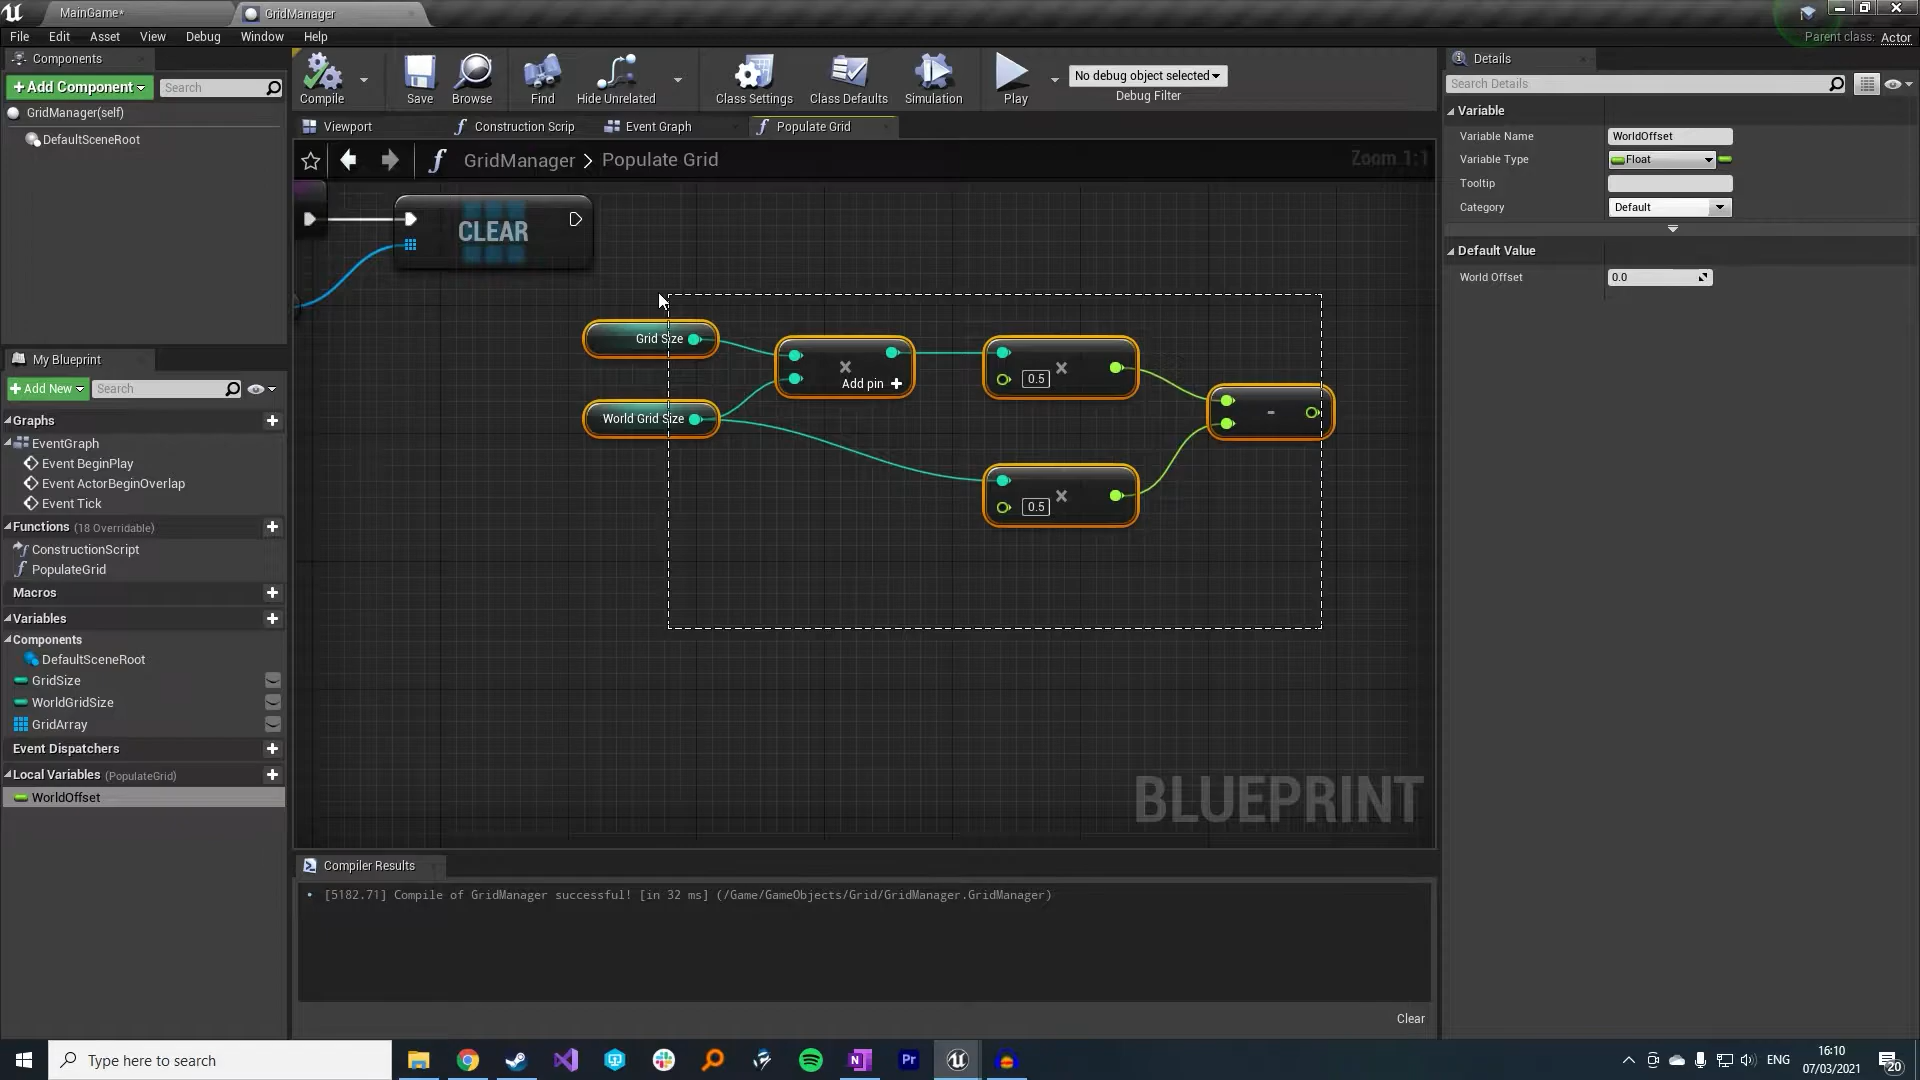 MainGame*
GridManager
File Edit Asset View Debug Window Help
Parent class: Actor
Components
+Add Component
Search
GridManager(self)
DefaultSceneRoot
Compile
Save
Browse
Find
Hide Unrelated
Class Settings
Class Defaults
Simulation
Play
No debug object selected
Debug Filter
Viewport
Construction Scrip
Event Graph
Populate Grid
GridManager > Populate Grid
Zoom 1:1
CLEAR
Grid Size
World Grid Size
×
Add pin +
×
0.5
×
0.5
-
BLUEPRINT
My Blueprint
+Add New
Search
Graphs
EventGraph
Event BeginPlay
Event ActorBeginOverlap
Event Tick
Functions (18 Overridable)
ConstructionScript
PopulateGrid
Macros
Variables
Components
DefaultSceneRoot
GridSize
WorldGridSize
GridArray
Event Dispatchers
Local Variables (PopulateGrid)
WorldOffset
Compiler Results
[5182.71] Compile of GridManager successful! [in 32 ms] (/Game/GameObjects/Grid/GridManager.GridManager)
Clear
Details
Search Details
Variable
Variable Name WorldOffset
Variable Type Float
Tooltip
Category Default
Default Value
World Offset 0.0
Type here to search
Pr
ENG
16:10
07/03/2021
20